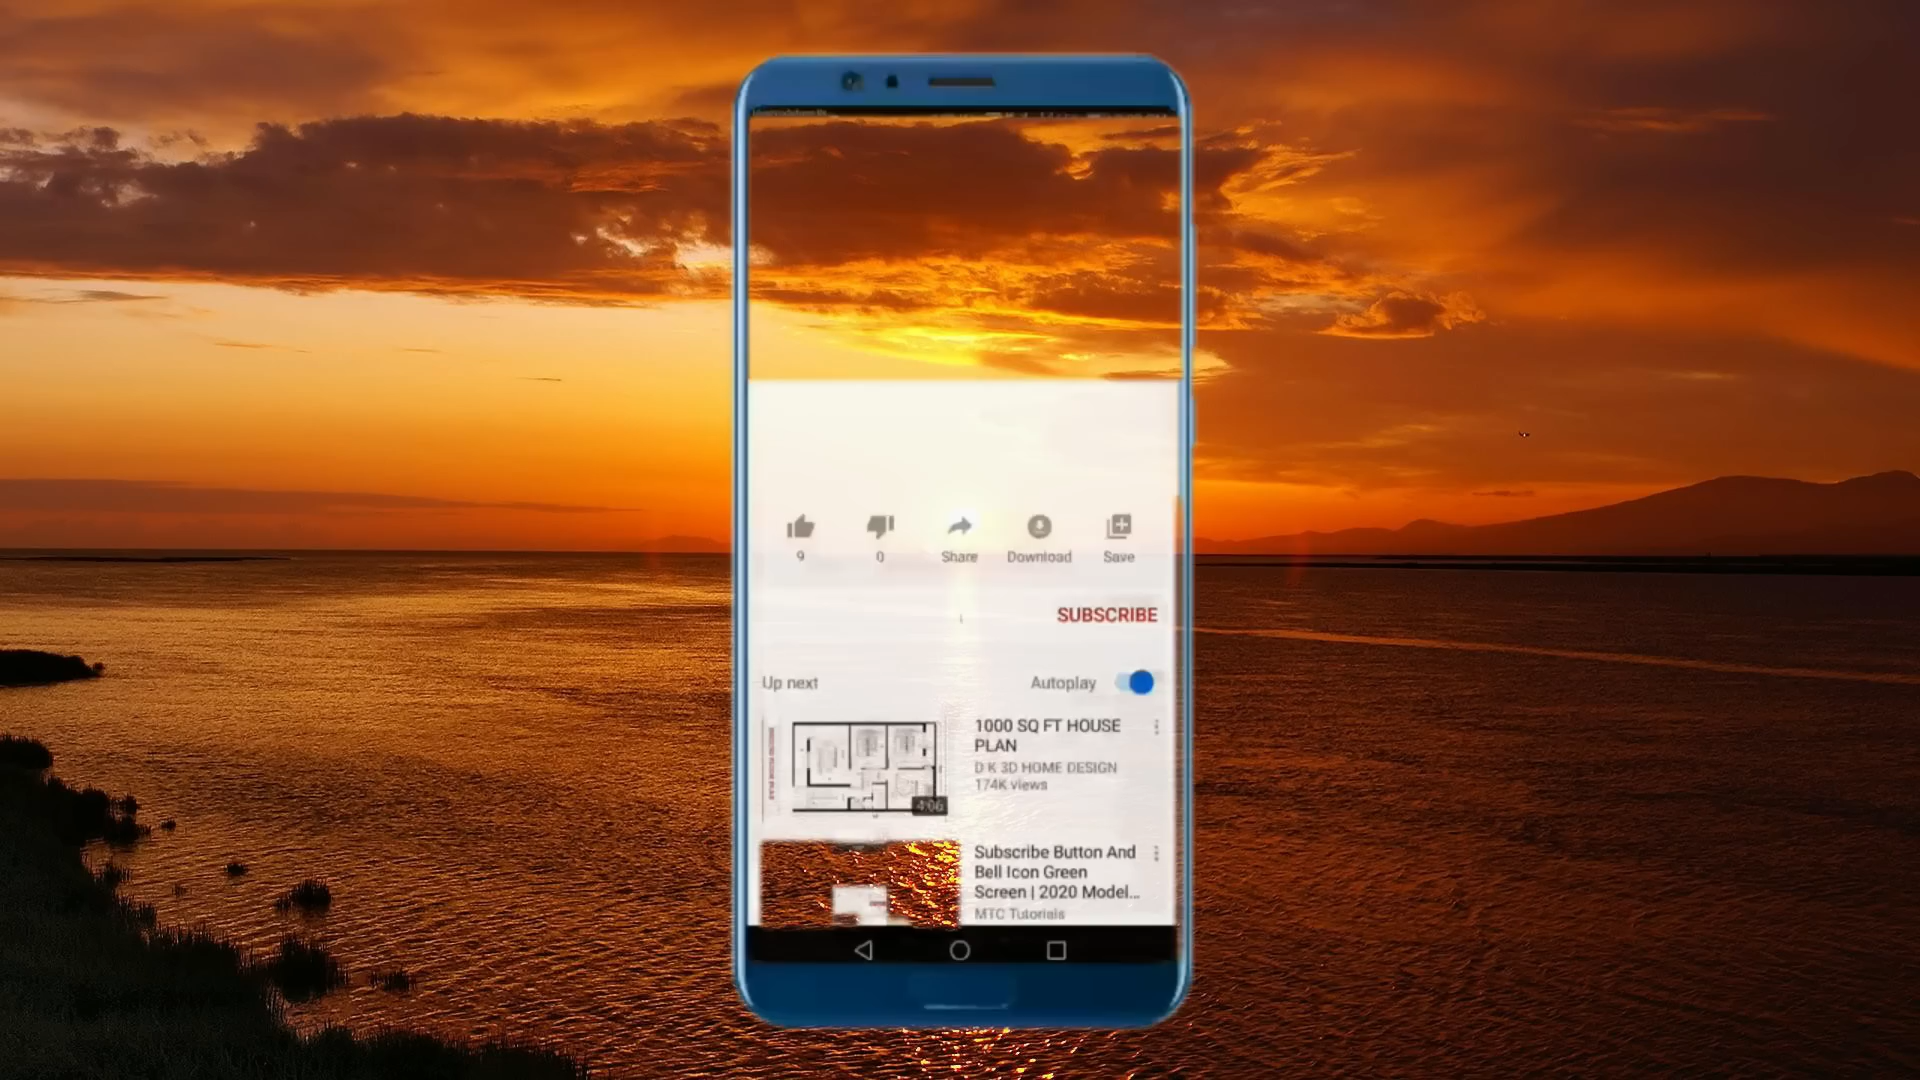 9
0
Share
Download
Save
SUBSCRIBE
Up next
Autoplay
1000 SQ FT HOUSE
PLAN
D K 3D HOME DESIGN
174K views
4:06
Subscribe Button And
Bell Icon Green
Screen | 2020 Model...
MTC Tutorials